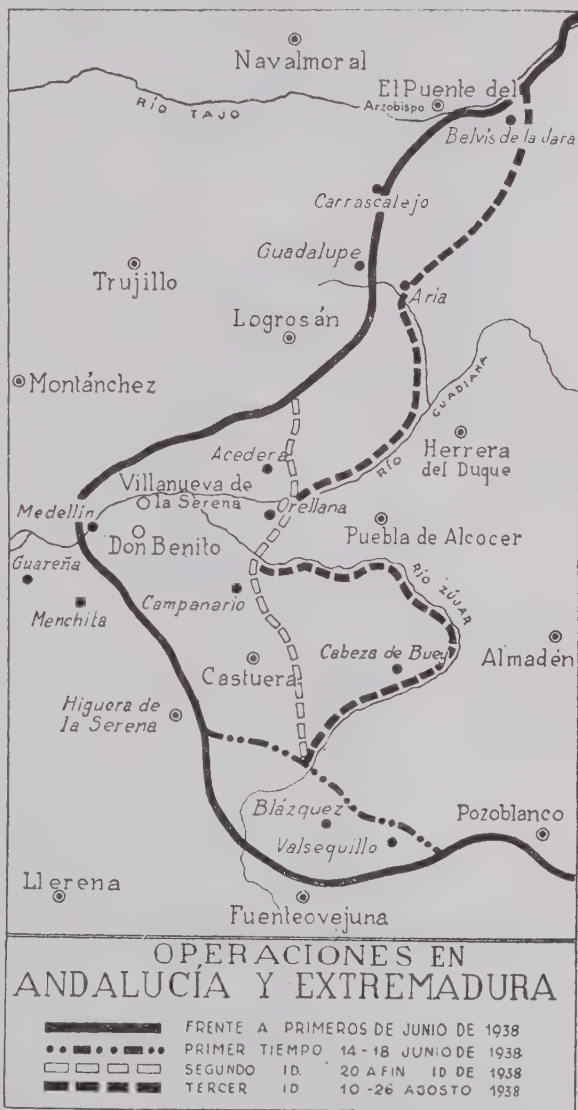 Navalmoral
El Puente del
Arzobispo
RÍO TAJO
Belvís de la Jara
Carrascalejo
Guadalupe
Trujillo
Aria
Logrosán
Montánchez
GUADIANA
RÍO
Acedera
Herrera
del Duque
Villanueva de
la Serena
Orellana
Medellín
Don Benito
Puebla de Alcocer
Guareña
RÍO ZÚJAR
Campanario
Menchita
Cabeza de Buey
Almadén
Castuera
Higuera de
la Serena
Blázquez
Pozoblanco
Valsequillo
Llerena
Fuenteovejuna
OPERACIONES EN
ANDALUCÍA Y EXTREMADURA
FRENTE A PRIMEROS DE JUNIO DE 1938
PRIMER TIEMPO 14-18 JUNIO DE 1938
SEGUNDO ID. 20 A FIN ID DE 1938
TERCER ID 10-26 AGOSTO 1938